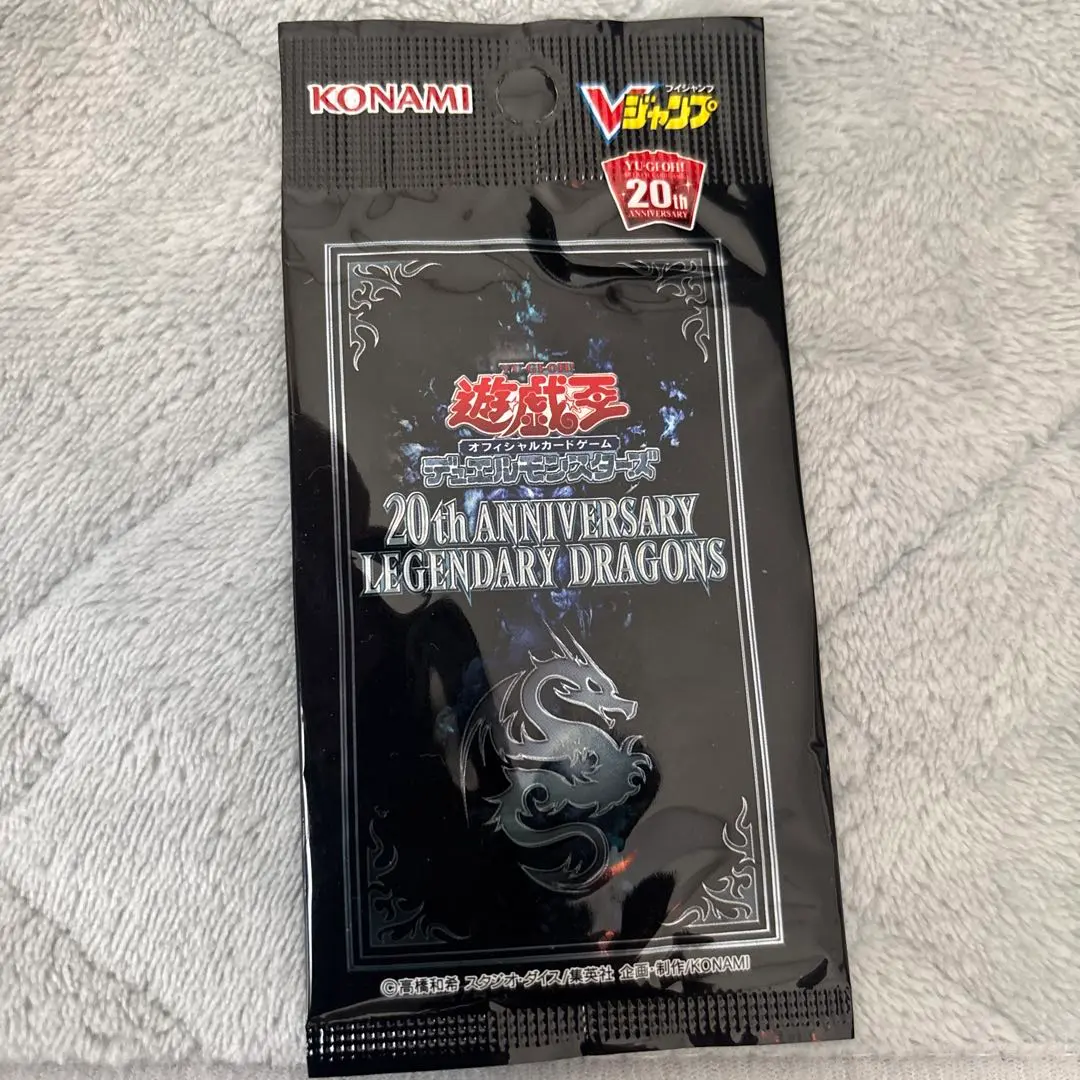 KONAMI
ブイジャンプ
Vジャンプ
YU-GI-OH!
20th
ANNIVERSARY
YU-GI-OH!
遊戯王
オフィシャルカードゲーム
デュエルモンスターズ
20th ANNIVERSARY
LEGENDARY DRAGONS
©高橋和希 スタジオ・ダイス/集英社 企画・制作/KONAMI